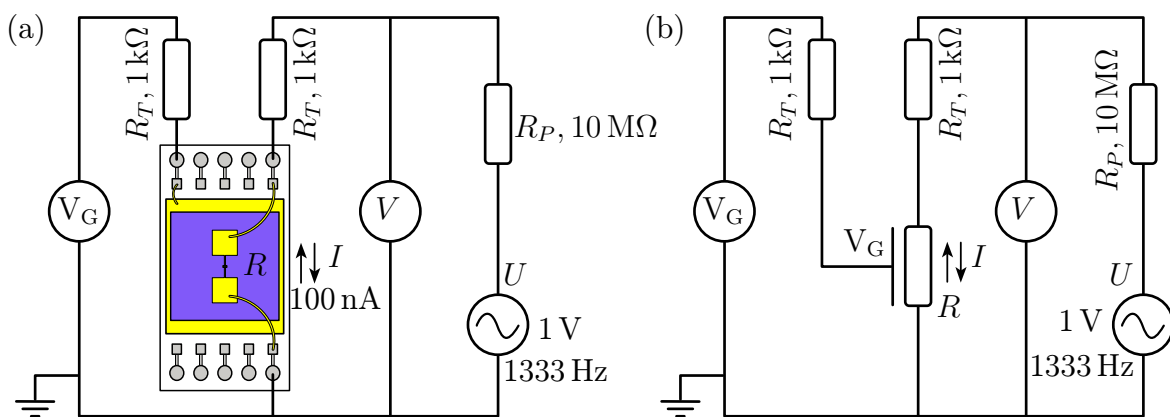 (a)
R_T, 1 kΩ
R_T, 1 kΩ
R_P, 10 MΩ
V_G
V
R
I
100 nA
U
1 V
1333 Hz
(b)
R_T, 1 kΩ
R_T, 1 kΩ
R_P, 10 MΩ
V_G
V_G
V
I
R
U
1 V
1333 Hz